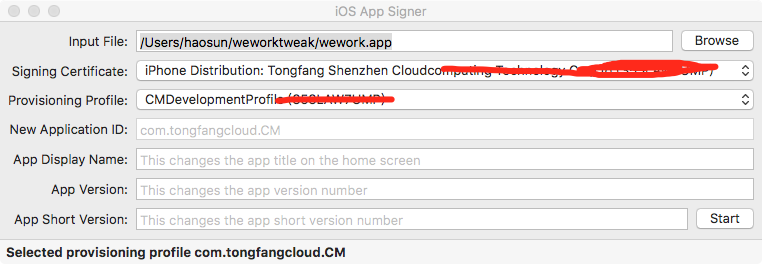 iOS App Signer
Input File: /Users/haosun/weworktweak/wework.app Browse
Signing Certificate: iPhone Distribution: Tongfang Shenzhen Cloudcomputing Technology
Provisioning Profile: CMDevelopmentProfile
New Application ID: com.tongfangcloud.CM
App Display Name: This changes the app title on the home screen
App Version: This changes the app version number
App Short Version: This changes the app short version number Start
Selected provisioning profile com.tongfangcloud.CM